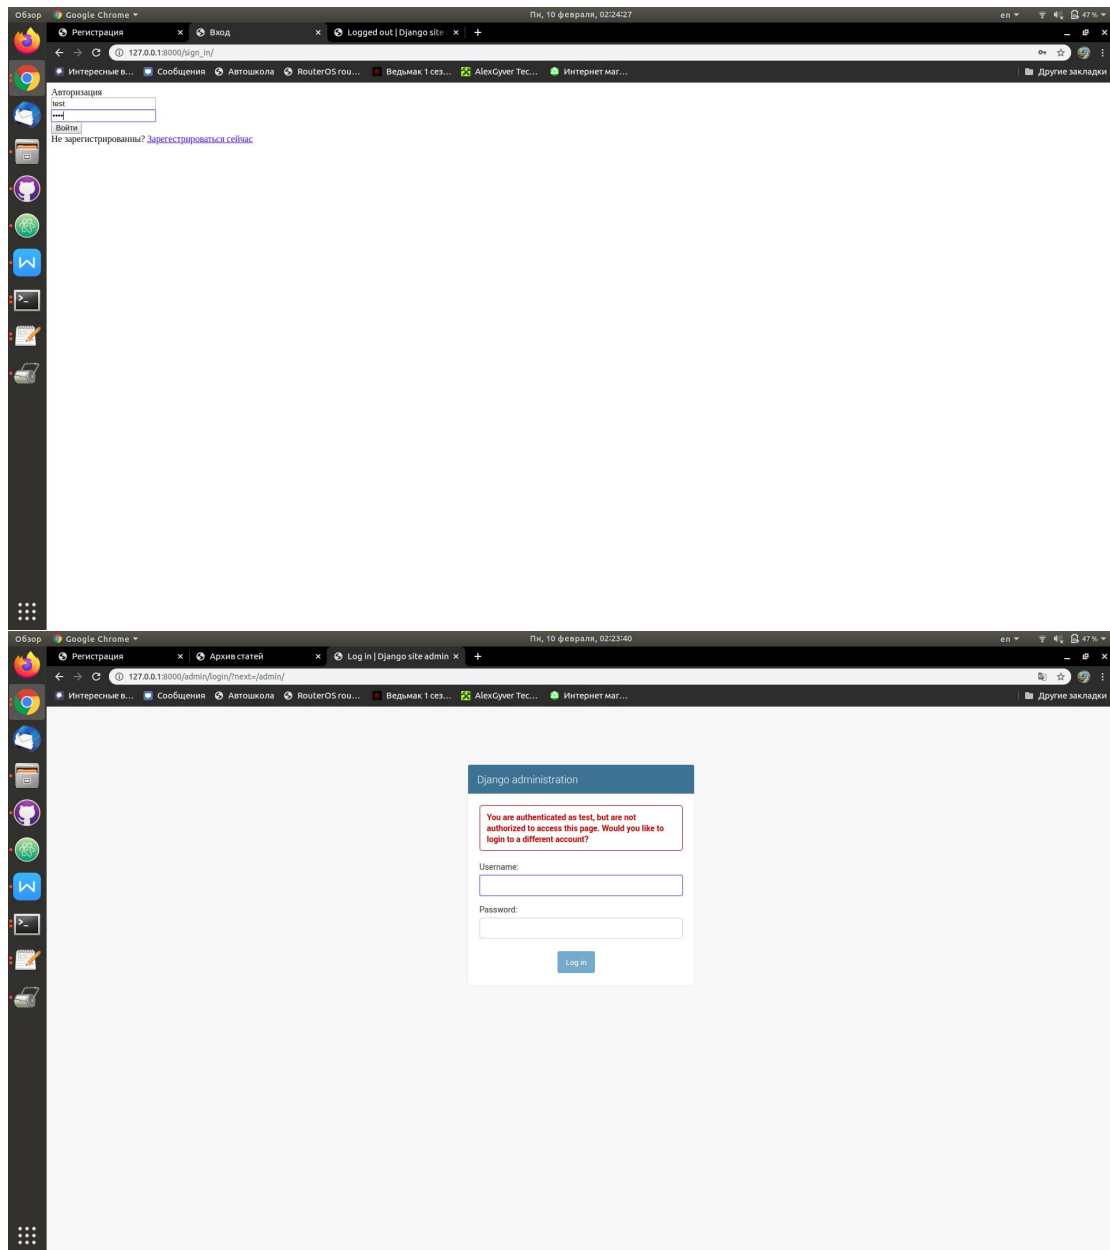 Обзор Google Chrome Пн, 10 февраля, 02:24:27 en 47 %
Регистрация Вход Logged out | Django site
127.0.0.1:8000/sign_in/
Интересные в... Сообщения Автошкола RouterOS rou... Ведьмак 1 сез... AlexGyver Tec... Интернет маг... Другие закладки
Авторизация
test
••••
Войти
Не зарегистрированны? Зарегестрироваться сейчас
Обзор Google Chrome Пн, 10 февраля, 02:23:40 en 47 %
Регистрация Архив статей Log in | Django site admin
127.0.0.1:8000/admin/login/?next=/admin/
Интересные в... Сообщения Автошкола RouterOS rou... Ведьмак 1 сез... AlexGyver Tec... Интернет маг... Другие закладки
Django administration
You are authenticated as test, but are not
authorized to access this page. Would you like to
login to a different account?
Username:
Password:
Log in